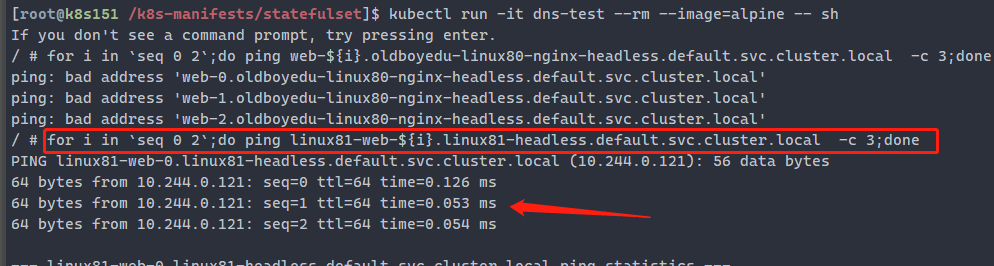 [root@k8s151 /k8s-manifests/statefulset]$ kubectl run -it dns-test --rm --image=alpine -- sh
If you don't see a command prompt, try pressing enter.
/ # for i in `seq 0 2`;do ping web-${i}.oldboyedu-linux80-nginx-headless.default.svc.cluster.local  -c 3;done
ping: bad address 'web-0.oldboyedu-linux80-nginx-headless.default.svc.cluster.local'
ping: bad address 'web-1.oldboyedu-linux80-nginx-headless.default.svc.cluster.local'
ping: bad address 'web-2.oldboyedu-linux80-nginx-headless.default.svc.cluster.local'
/ # for i in `seq 0 2`;do ping linux81-web-${i}.linux81-headless.default.svc.cluster.local  -c 3;done
PING linux81-web-0.linux81-headless.default.svc.cluster.local (10.244.0.121): 56 data bytes
64 bytes from 10.244.0.121: seq=0 ttl=64 time=0.126 ms
64 bytes from 10.244.0.121: seq=1 ttl=64 time=0.053 ms
64 bytes from 10.244.0.121: seq=2 ttl=64 time=0.054 ms
--- linux81-web-0.linux81-headless.default.svc.cluster.local ping statistics ---